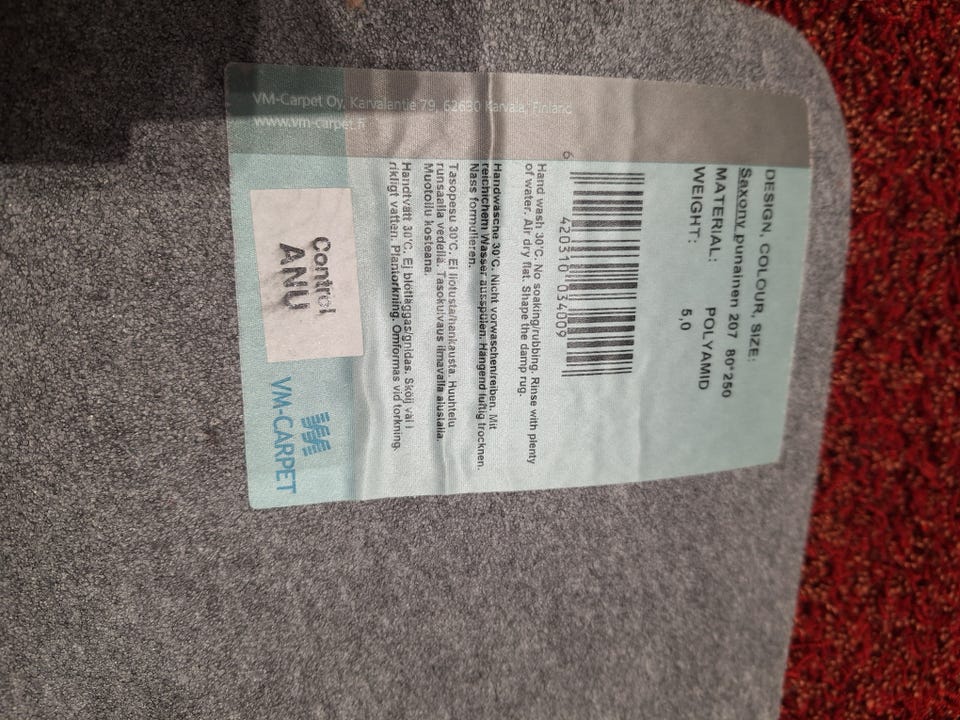 VM-Carpet Oy, Karvalantie 79, 62630 Karvala, Finland
www.vm-carpet.fi
DESIGN, COLOUR, SIZE:
Saxony punainen 207 80*250
MATERIAL: POLYAMID
WEIGHT: 5,0
6 420310 034009
Hand wash 30°C. No soaking/rubbing. Rinse with plenty
of water. Air dry flat. Shape the damp rug.
Handwäsche 30°C. Nicht vorwaschen/reiben. Mit
reichlichem Wasser ausspülen. Hängend luftig trocknen.
Nass formulieren.
Tasopesu 30°C. Ei liotusta/hankausta. Huuhtelu
runsaalla vedellä. Tasokuivaus ilmavalla alustalla.
Muotoilu kosteana.
Handtvätt 30°C. Ej blötläggas/gnidas. Skölj väl i
rikligt vatten. Plantorkning. Omformas vid torkning.
Control
ANU
VM-CARPET